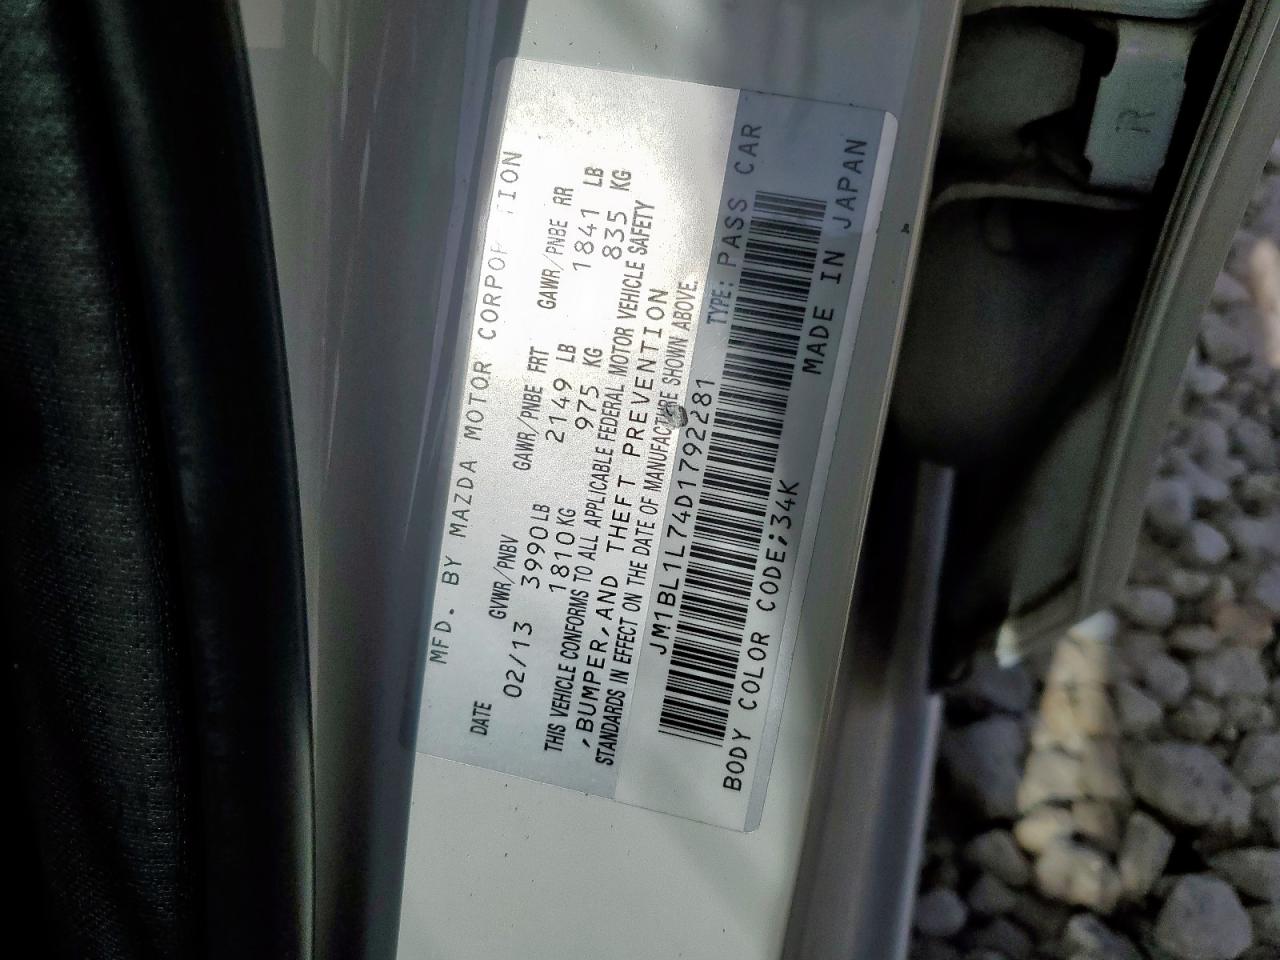 MFD. BY MAZDA MOTOR CORPORATION
DATE GVWR/PNBV GAWR/PNBE FRT GAWR/PNBE RR
02/13 3990LB 2149 LB 1841 LB
1810KG 975 KG 835 KG
THIS VEHICLE CONFORMS TO ALL APPLICABLE FEDERAL MOTOR VEHICLE SAFETY
,BUMPER,AND THEFT PREVENTION
STANDARDS IN EFFECT ON THE DATE OF MANUFACTURE SHOWN ABOVE.
JM1BL1L74D1792281 TYPE: PASS CAR
BODY COLOR CODE;34K MADE IN JAPAN
R